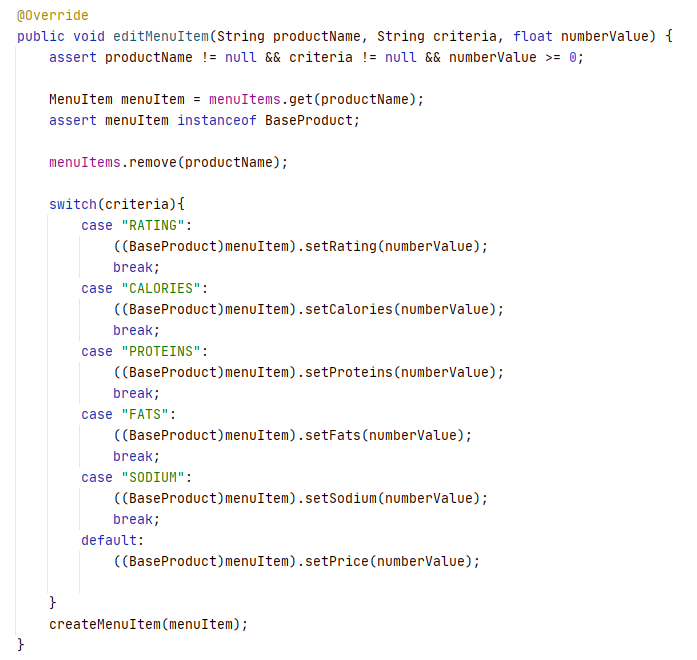 @Override
public void editMenuItem(String productName, String criteria, float numberValue) {
    assert productName != null && criteria != null && numberValue >= 0;

    MenuItem menuItem = menuItems.get(productName);
    assert menuItem instanceof BaseProduct;

    menuItems.remove(productName);

    switch(criteria){
        case "RATING":
            ((BaseProduct)menuItem).setRating(numberValue);
            break;
        case "CALORIES":
            ((BaseProduct)menuItem).setCalories(numberValue);
            break;
        case "PROTEINS":
            ((BaseProduct)menuItem).setProteins(numberValue);
            break;
        case "FATS":
            ((BaseProduct)menuItem).setFats(numberValue);
            break;
        case "SODIUM":
            ((BaseProduct)menuItem).setSodium(numberValue);
            break;
        default:
            ((BaseProduct)menuItem).setPrice(numberValue);

    }
    createMenuItem(menuItem);
}